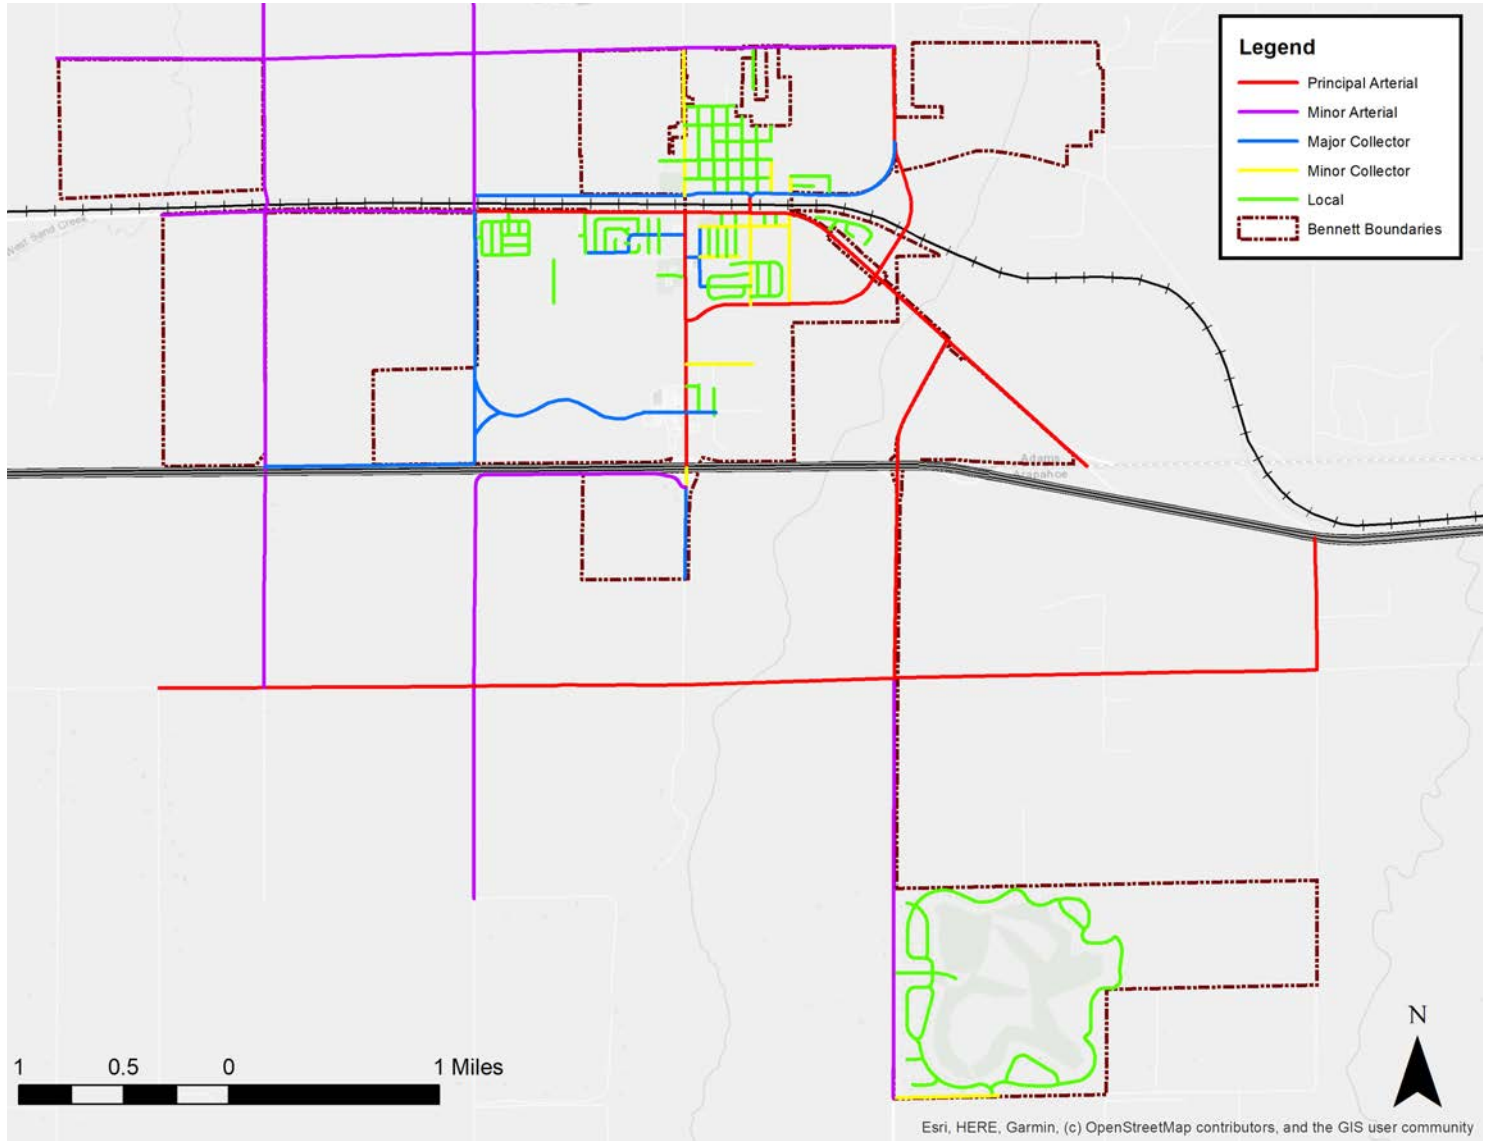 Legend
Principal Arterial
Minor Arterial
Major Collector
Minor Collector
Local
Bennett Boundaries
West Sand Creek
Adams
Arapahoe
N
1 0.5 0 1 Miles
Esri, HERE, Garmin, (c) OpenStreetMap contributors, and the GIS user community